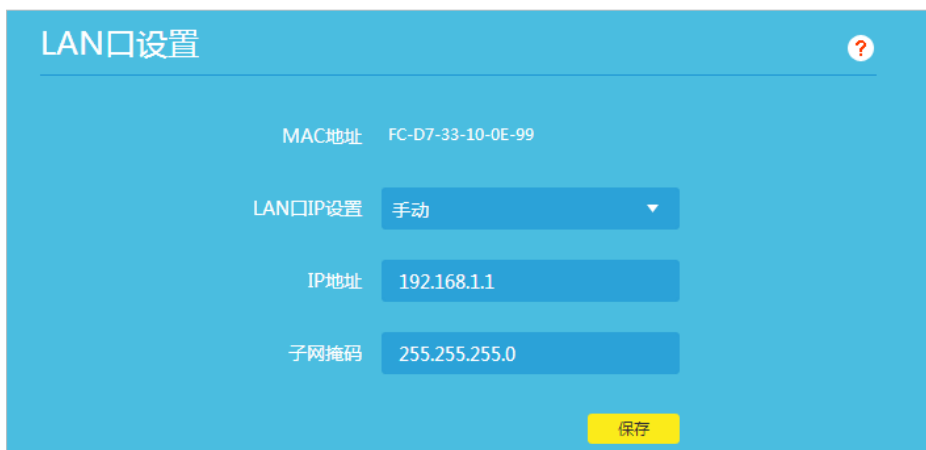 LAN口设置
?
MAC地址 FC-D7-33-10-0E-99
LAN口IP设置 手动
IP地址 192.168.1.1
子网掩码 255.255.255.0
保存